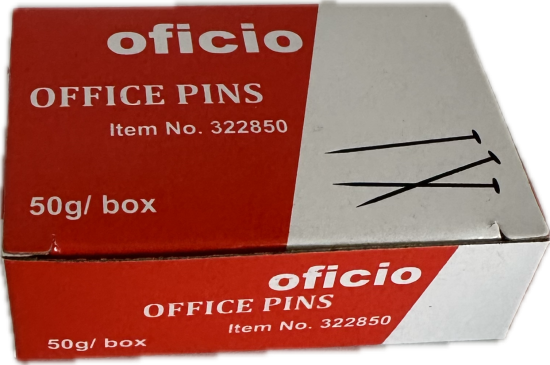 oficio
OFFICE PINS
Item No. 322850
50g/ box
oficio
OFFICE PINS
Item No. 322850
50g/ box